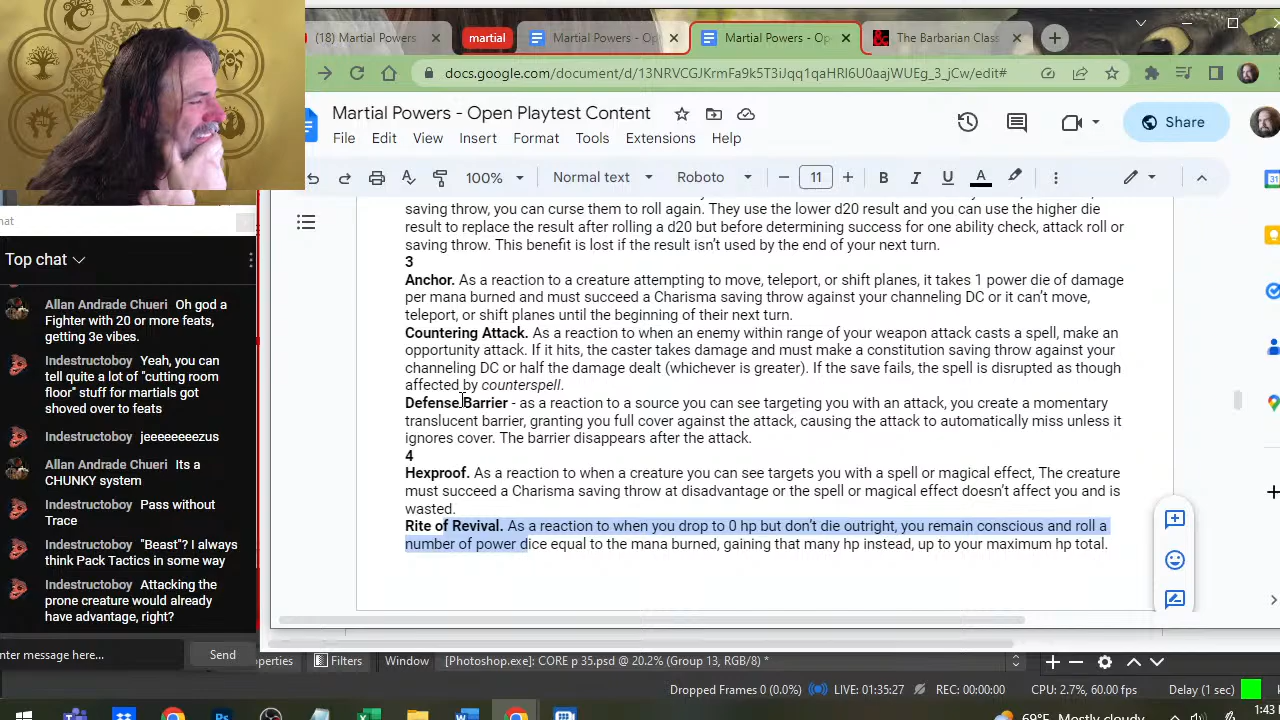 (18) Martial Powers
martial
Martial Powers - Op
Martial Powers - Op
The Barbarian Class
docs.google.com/document/d/13NRVCGJKrmFa9k5T3iJqq1qaHRI6U0aajWUEg_3_jCw/edit#
Martial Powers - Open Playtest Content
File Edit View Insert Format Tools Extensions Help
Share
100% Normal text Roboto 11 B I U A
saving throw, you can curse them to roll again. They use the lower d20 result and you can use the higher die
result to replace the result after rolling a d20 but before determining success for one ability check, attack roll or
saving throw. This benefit is lost if the result isn't used by the end of your next turn.
3
Anchor. As a reaction to a creature attempting to move, teleport, or shift planes, it takes 1 power die of damage
per mana burned and must succeed a Charisma saving throw against your channeling DC or it can't move,
teleport, or shift planes until the beginning of their next turn.
Countering Attack. As a reaction to when an enemy within range of your weapon attack casts a spell, make an
opportunity attack. If it hits, the caster takes damage and must make a constitution saving throw against your
channeling DC or half the damage dealt (whichever is greater). If the save fails, the spell is disrupted as though
affected by counterspell.
Defense Barrier - as a reaction to a source you can see targeting you with an attack, you create a momentary
translucent barrier, granting you full cover against the attack, causing the attack to automatically miss unless it
ignores cover. The barrier disappears after the attack.
4
Hexproof. As a reaction to when a creature you can see targets you with a spell or magical effect, The creature
must succeed a Charisma saving throw at disadvantage or the spell or magical effect doesn't affect you and is
wasted.
Rite of Revival. As a reaction to when you drop to 0 hp but don't die outright, you remain conscious and roll a
number of power dice equal to the mana burned, gaining that many hp instead, up to your maximum hp total.
hat
Top chat
Allan Andrade Chueri Oh god a
Fighter with 20 or more feats,
getting 3e vibes.
Indestructoboy Yeah, you can
tell quite a lot of "cutting room
floor" stuff for martials got
shoved over to feats
Indestructoboy jeeeeeeezus
Allan Andrade Chueri Its a
CHUNKY system
Indestructoboy Pass without
Trace
Indestructoboy "Beast"? I always
think Pack Tactics in some way
Indestructoboy Attacking the
prone creature would already
have advantage, right?
nter message here...
Send
operties Filters Window [Photoshop.exe]: CORE p 35.psd @ 20.2% (Group 13, RGB/8) *
Dropped Frames 0 (0.0%) LIVE: 01:35:27 REC: 00:00:00 CPU: 2.7%, 60.00 fps Delay (1 sec)
69°F Mostly cloudy
1:43